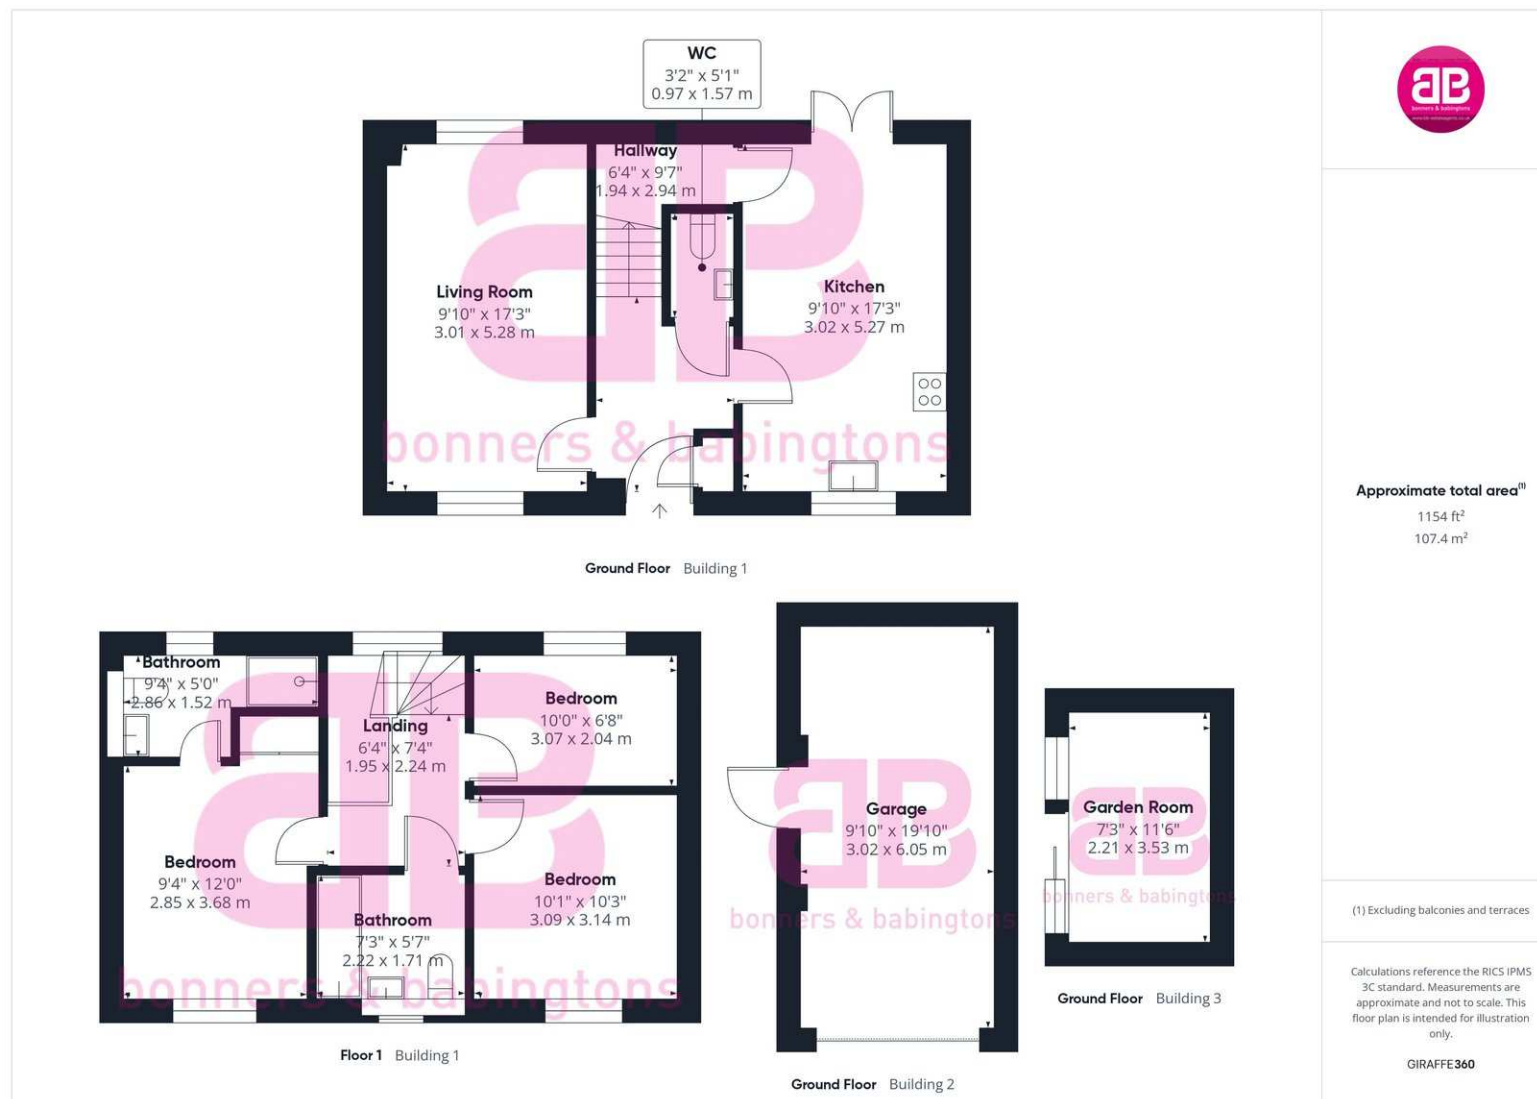 WC
3'2" x 5'1"
0.97 x 1.57 m
Hallway
6'4" x 9'7"
1.94 x 2.94 m
Living Room
9'10" x 17'3"
3.01 x 5.28 m
Kitchen
9'10" x 17'3"
3.02 x 5.27 m
bonners & babingtons
Ground Floor Building 1
Bathroom
9'4" x 5'0"
2.86 x 1.52 m
Landing
6'4" x 7'4"
1.95 x 2.24 m
Bedroom
10'0" x 6'8"
3.07 x 2.04 m
Bedroom
9'4" x 12'0"
2.85 x 3.68 m
Bathroom
7'3" x 5'7"
2.22 x 1.71 m
Bedroom
10'1" x 10'3"
3.09 x 3.14 m
bonners & babingtons
Floor 1 Building 1
Garage
9'10" x 19'10"
3.02 x 6.05 m
bonners & babingtons
Ground Floor Building 2
Garden Room
7'3" x 11'6"
2.21 x 3.53 m
bonners & babingtons
Ground Floor Building 3
bonners & babingtons
Approximate total area(1)
1154 ft²
107.4 m²
(1) Excluding balconies and terraces
Calculations reference the RICS IPMS
3C standard. Measurements are
approximate and not to scale. This
floor plan is intended for illustration
only.
GIRAFFE360